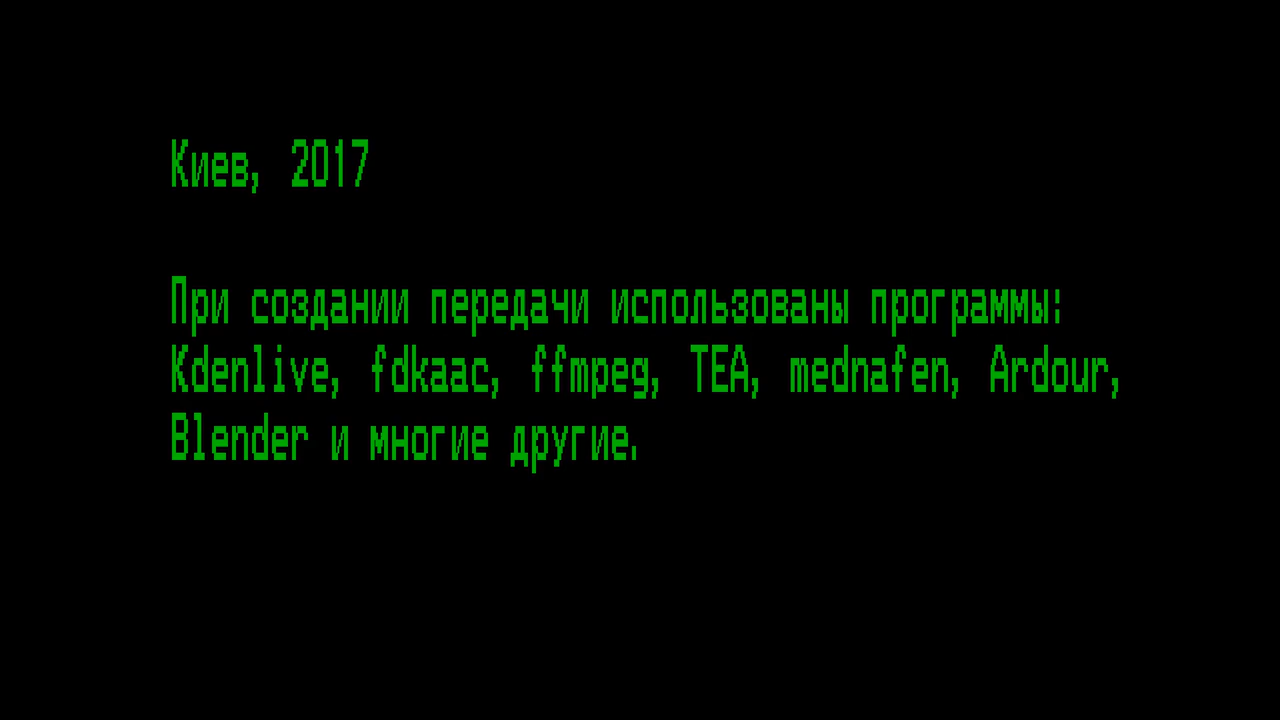 Киев, 2017
При создании передачи использованы программы:
Kdenlive, fdkaac, ffmpeg, TEA, mednafen, Ardour,
Blender и многие другие.